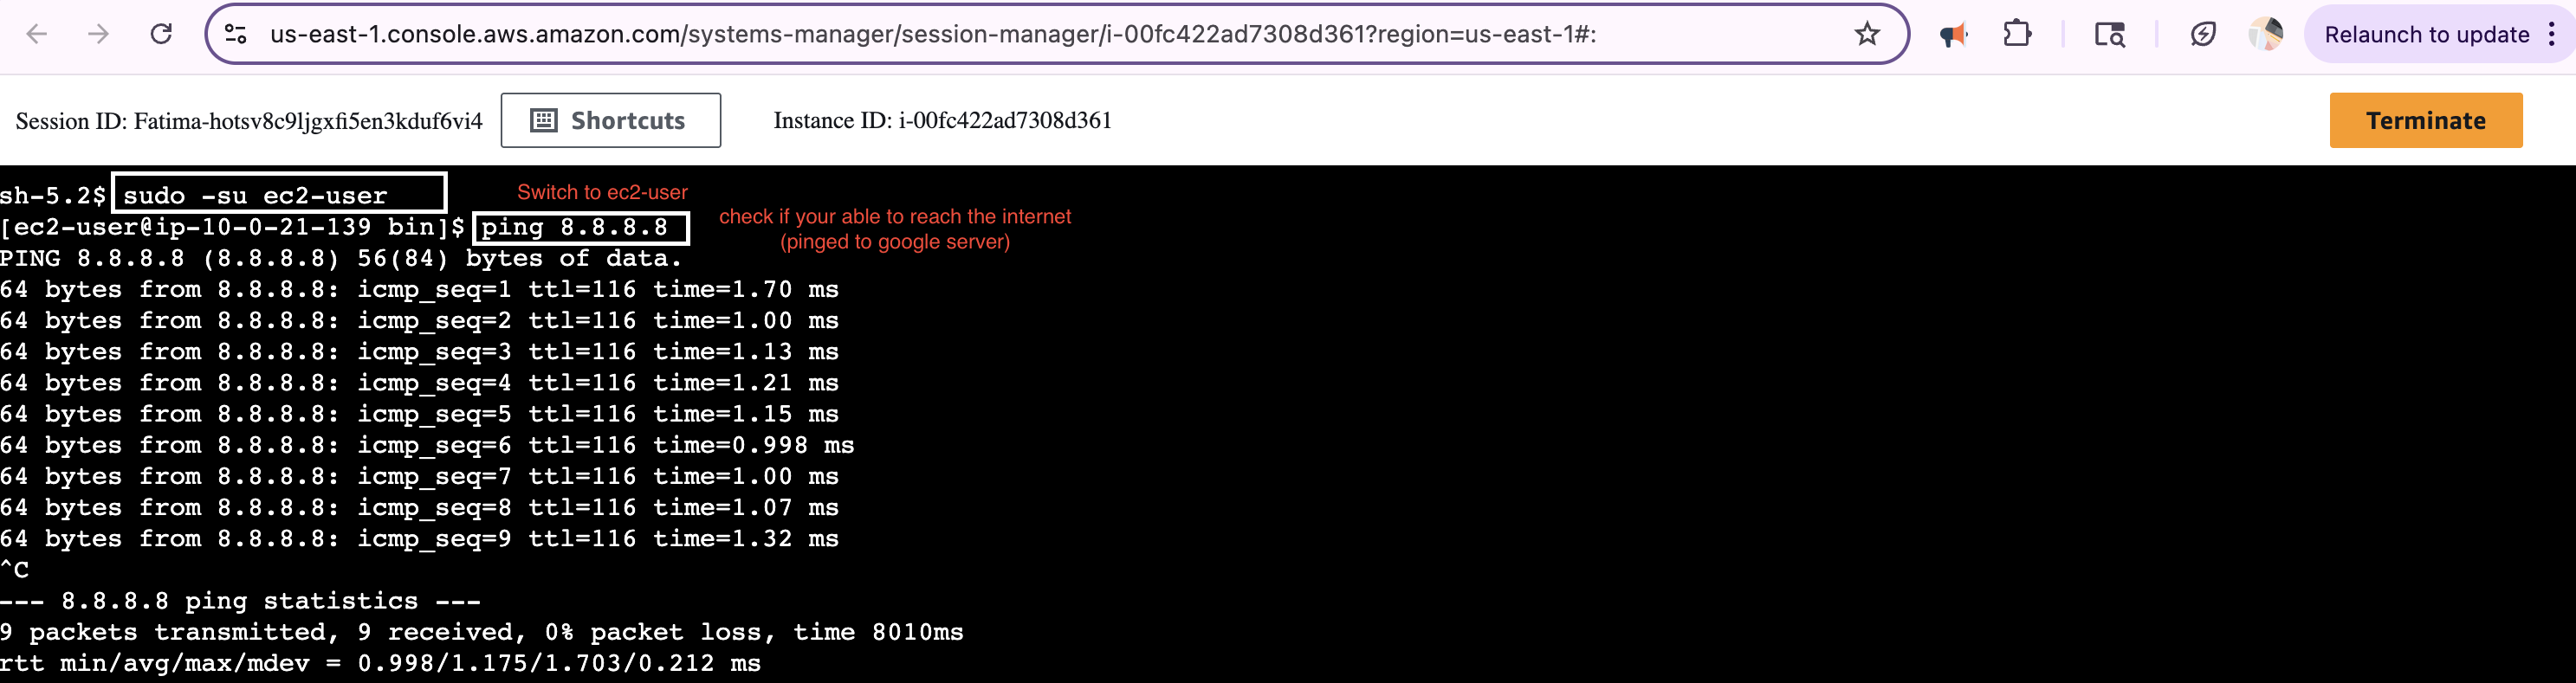 us-east-1.console.aws.amazon.com/systems-manager/session-manager/i-00fc422ad7308d361?region=us-east-1#:
Relaunch to update
Session ID: Fatima-hotsv8c9ljgxfi5en3kduf6vi4
Shortcuts
Instance ID: i-00fc422ad7308d361
Terminate
sh-5.2$ sudo -su ec2-user
Switch to ec2-user
[ec2-user@ip-10-0-21-139 bin]$ ping 8.8.8.8
check if your able to reach the internet
(pinged to google server)
PING 8.8.8.8 (8.8.8.8) 56(84) bytes of data.
64 bytes from 8.8.8.8: icmp_seq=1 ttl=116 time=1.70 ms
64 bytes from 8.8.8.8: icmp_seq=2 ttl=116 time=1.00 ms
64 bytes from 8.8.8.8: icmp_seq=3 ttl=116 time=1.13 ms
64 bytes from 8.8.8.8: icmp_seq=4 ttl=116 time=1.21 ms
64 bytes from 8.8.8.8: icmp_seq=5 ttl=116 time=1.15 ms
64 bytes from 8.8.8.8: icmp_seq=6 ttl=116 time=0.998 ms
64 bytes from 8.8.8.8: icmp_seq=7 ttl=116 time=1.00 ms
64 bytes from 8.8.8.8: icmp_seq=8 ttl=116 time=1.07 ms
64 bytes from 8.8.8.8: icmp_seq=9 ttl=116 time=1.32 ms
^C
--- 8.8.8.8 ping statistics ---
9 packets transmitted, 9 received, 0% packet loss, time 8010ms
rtt min/avg/max/mdev = 0.998/1.175/1.703/0.212 ms